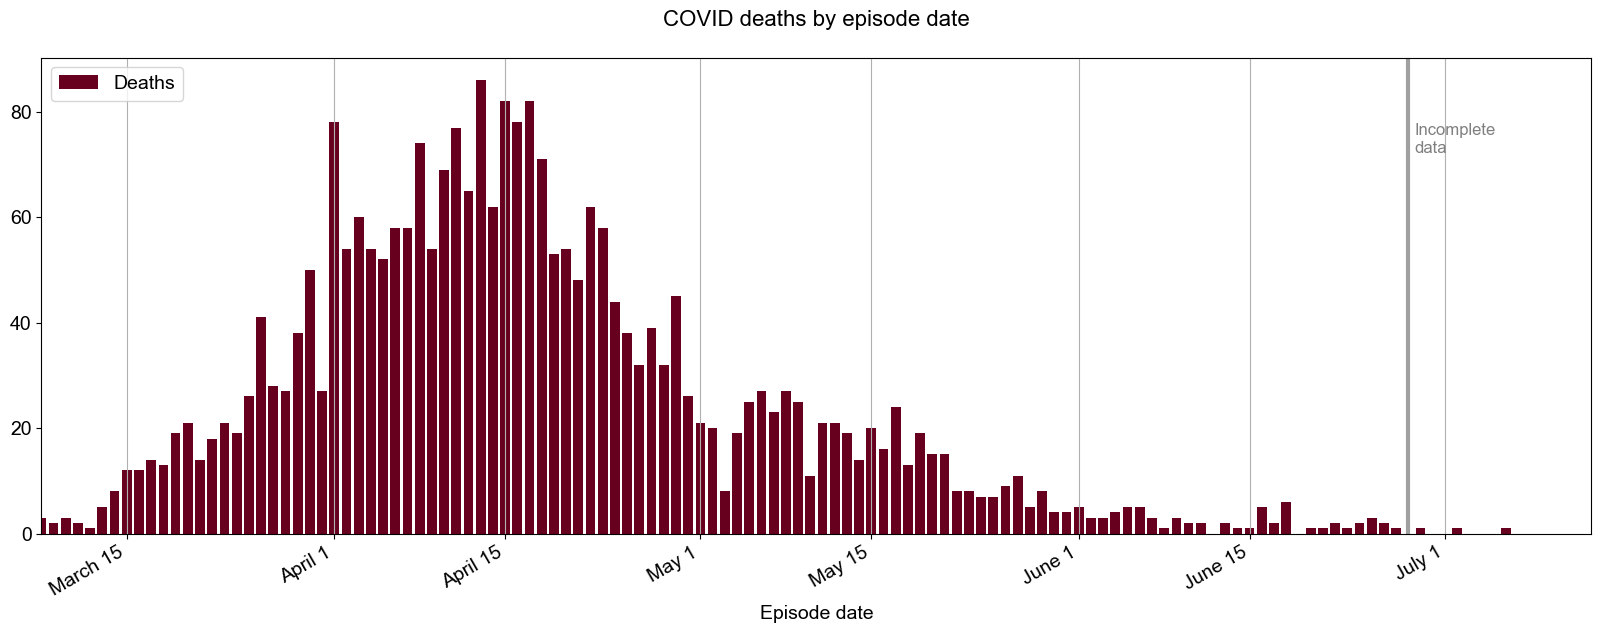 COVID deaths by episode date
Deaths
80
60
40
20
0
Incomplete
data
March 15
April 1
April 15
May 1
May 15
June 1
June 15
July 1
Episode date